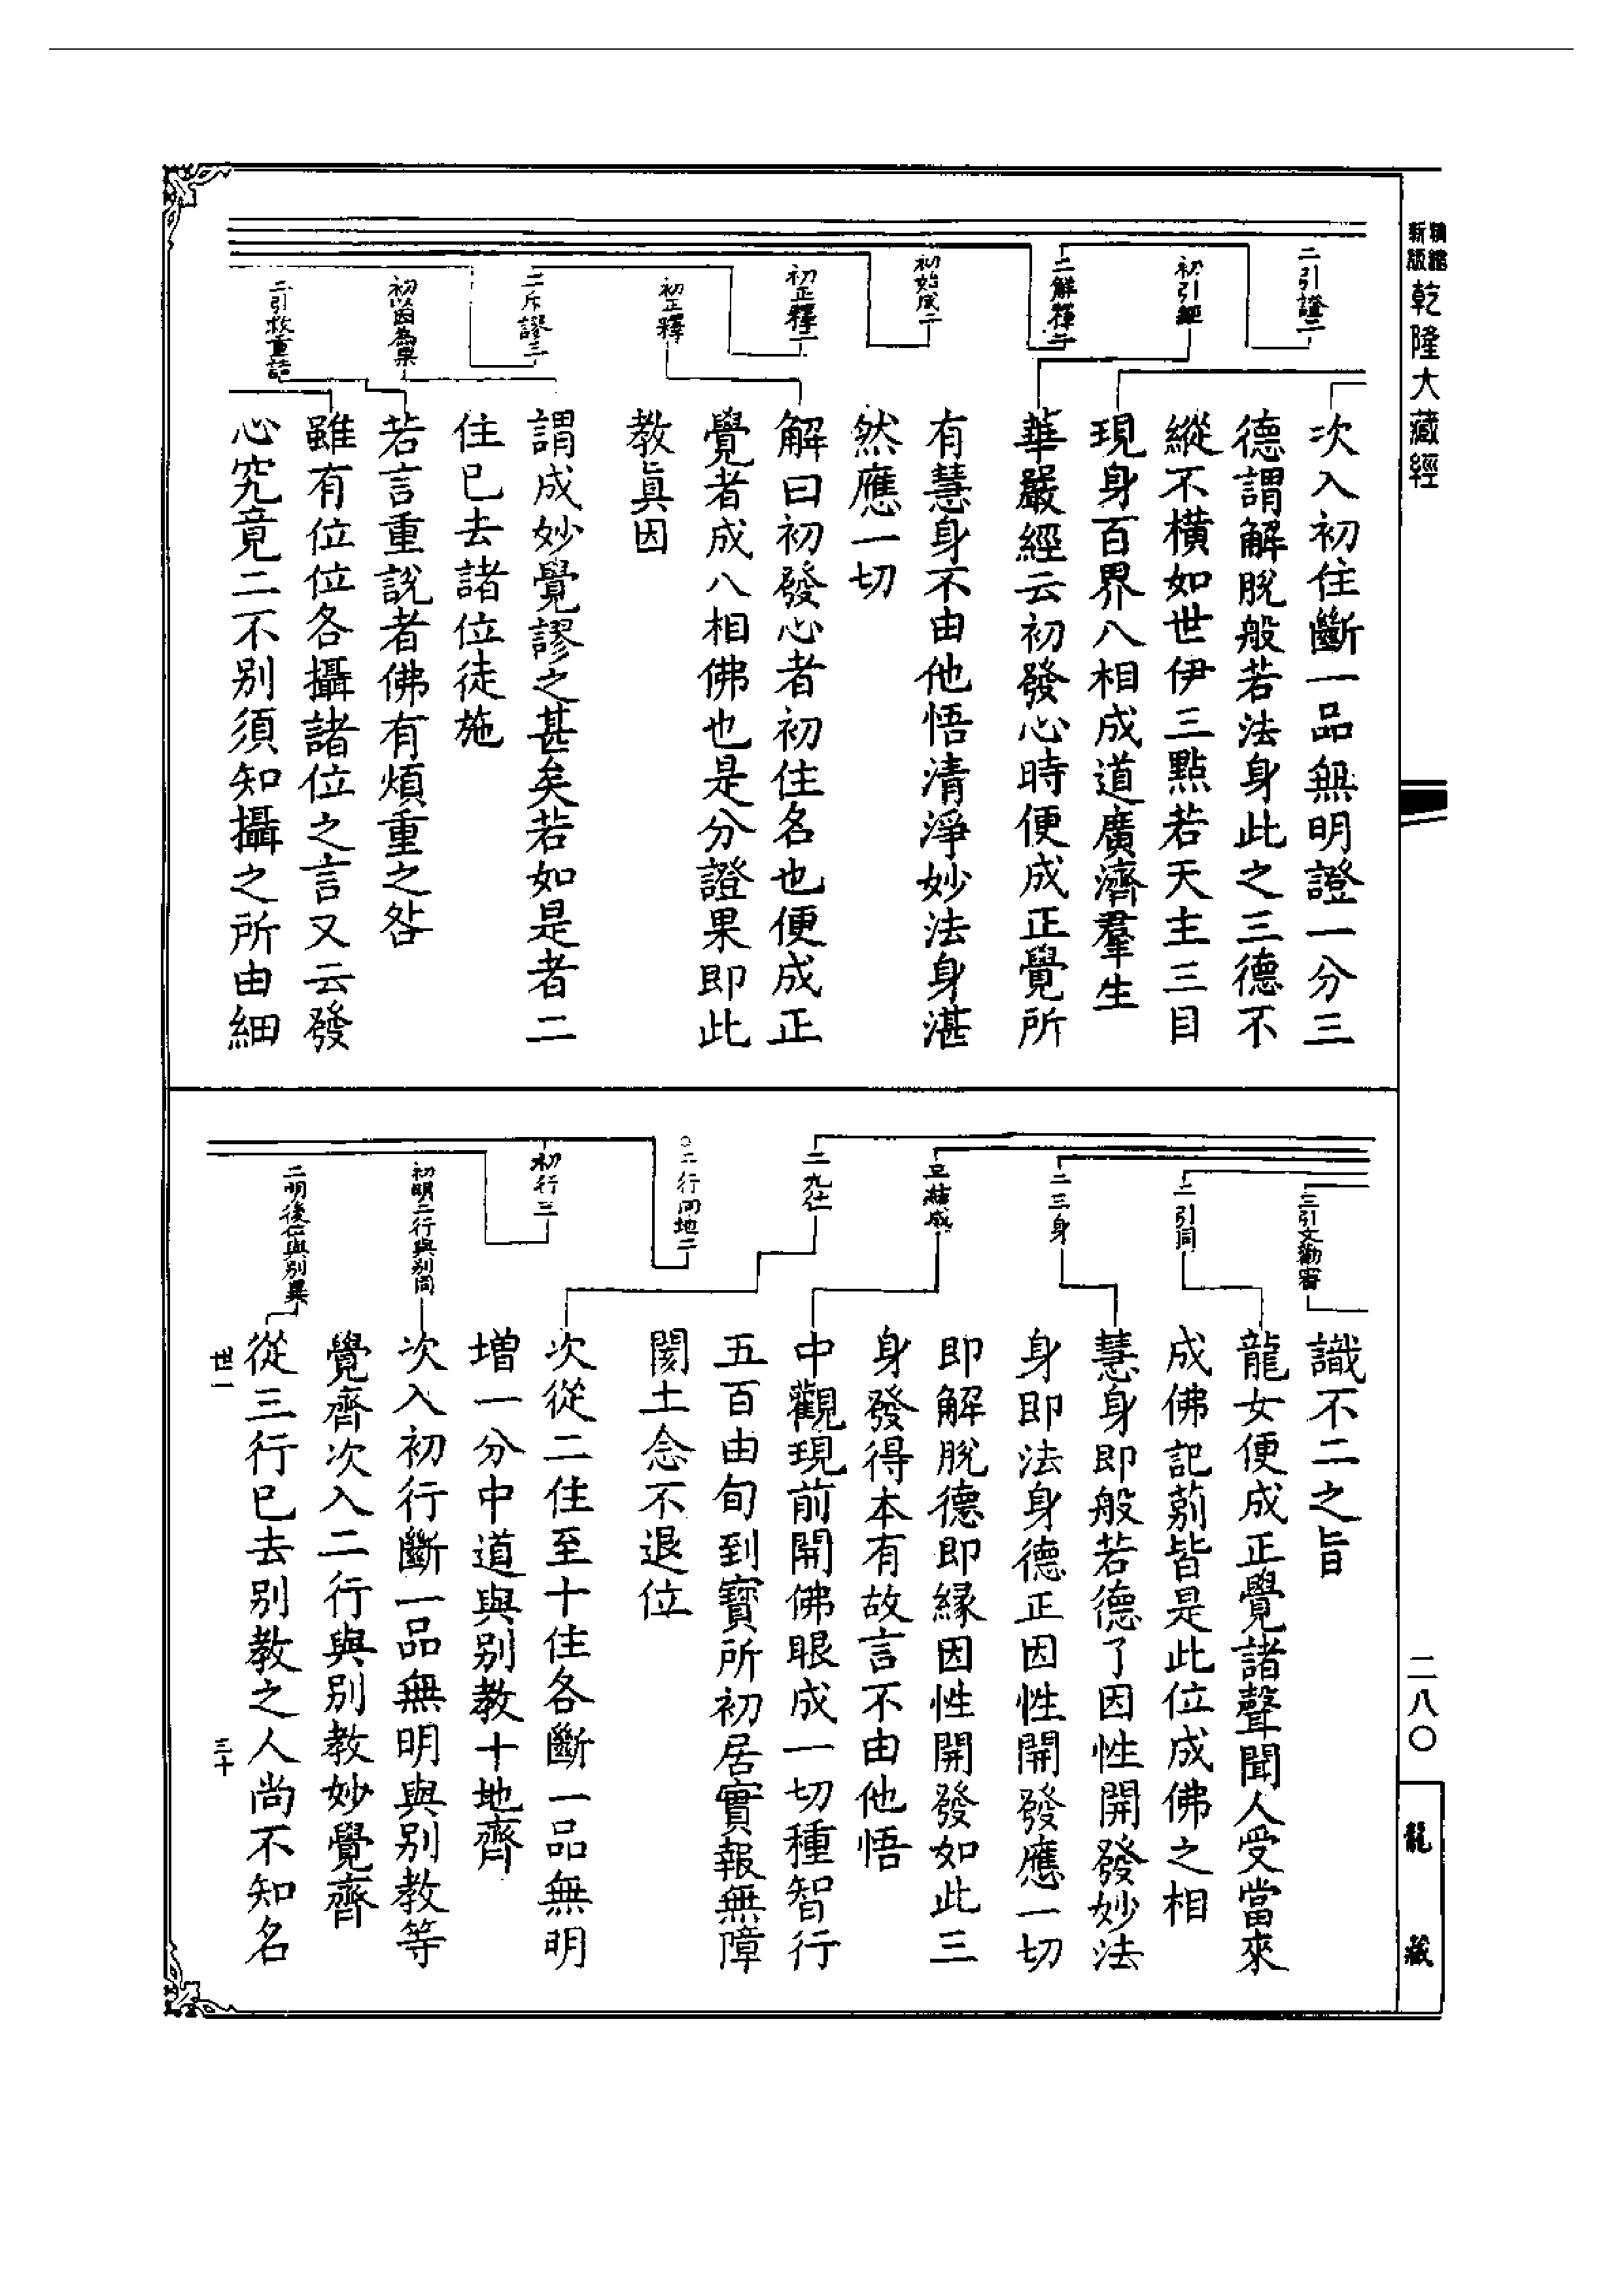 新版
精縮
乾隆大藏經
二引證二
初引經
二解釋二
初始成二
初正釋二
初正釋
二斥謬三
初以因為果
二引救重詰
次入初住斷一品無明證一分三
德謂解脫般若法身此之三德不
縱不橫如世伊三點若天主三目
現身百界八相成道廣濟羣生
華嚴經云初發心時便成正覺所
有慧身不由他悟清淨妙法身湛
然應一切
解曰初發心者初住名也便成正
覺者成八相佛也是分證果即此
教眞因
謂成妙覺謬之甚矣若如是者二
住已去諸位徒施
若言重說者佛有煩重之咎
雖有位位各攝諸位之言又云發
心究竟二不別須知攝之所由細
三引文勸審
二引同
二三身
三結成
二九住
○二行向地二
初行三
初明二行與別同
二明後位與別異
識不二之旨
龍女便成正覺諸聲聞人受當來
成佛記莂皆是此位成佛之相
慧身即般若德了因性開發妙法
身即法身德正因性開發應一切
即解脫德即緣因性開發如此三
身發得本有故言不由他悟
中觀現前開佛眼成一切種智行
五百由旬到寶所初居實報無障
閡土念不退位
次從二住至十住各斷一品無明
增一分中道與別教十地齊
次入初行斷一品無明與別教等
覺齊次入二行與別教妙覺齊
從三行已去別教之人尚不知名
世一
三十
二八〇
龍藏